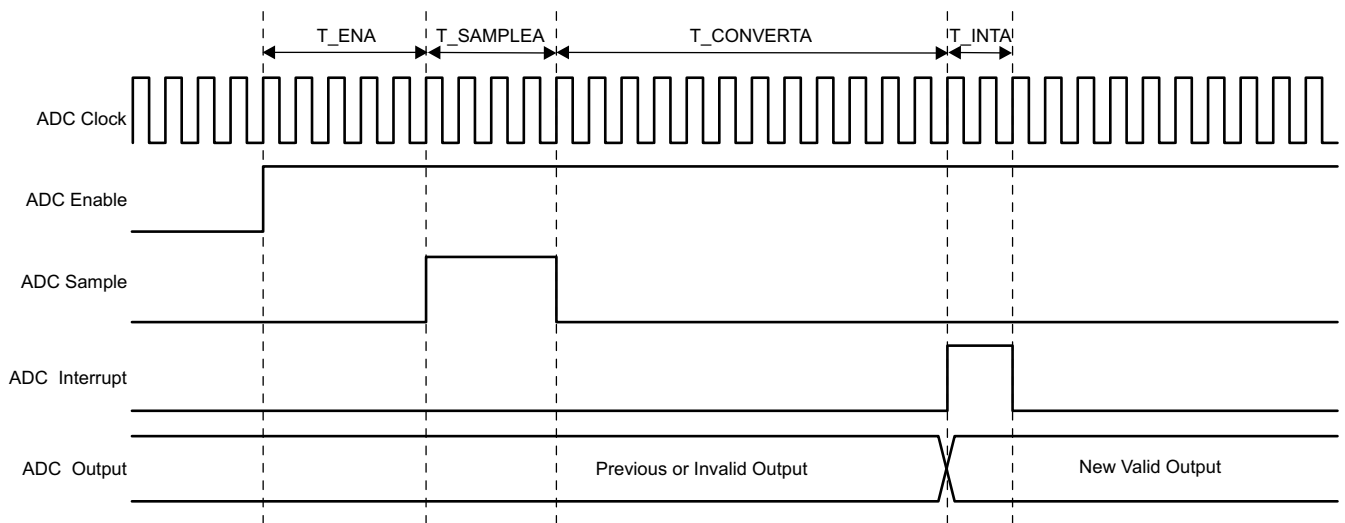 T_ENA
T_SAMPLEA
T_CONVERTA
T_INTA
ADC Clock
ADC Enable
ADC Sample
ADC Interrupt
ADC Output
Previous or Invalid Output
New Valid Output